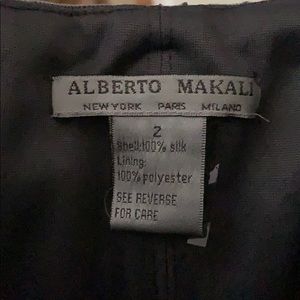 ALBERTO MAKALI
NEW YORK PARIS MILANO
2
Shell:100% silk
Lining:
100% polyester
SEE REVERSE
FOR CARE